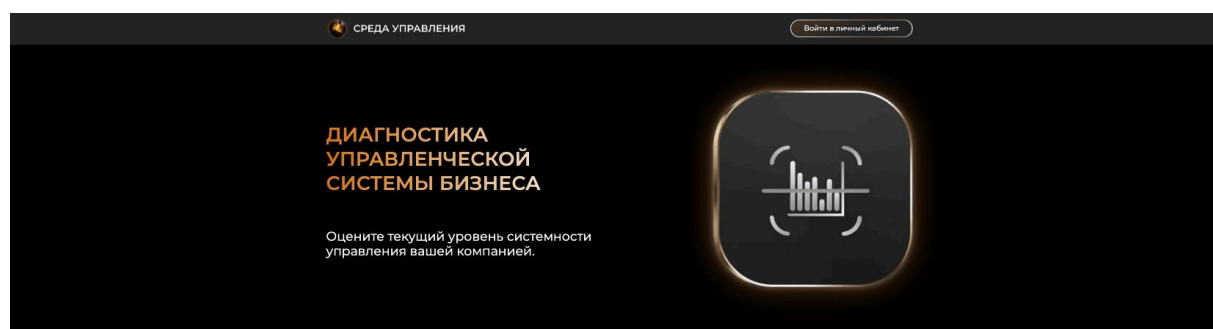 СРЕДА УПРАВЛЕНИЯ
Войти в личный кабинет
ДИАГНОСТИКА
УПРАВЛЕНЧЕСКОЙ
СИСТЕМЫ БИЗНЕСА
Оцените текущий уровень системности
управления вашей компанией.